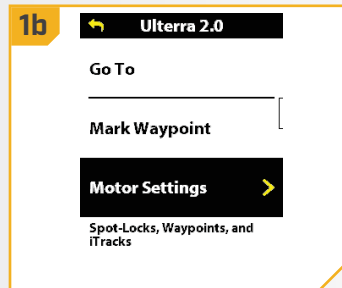 1b
Ulterra 2.0
Go To
Mark Waypoint
Motor Settings
Spot-Locks, Waypoints, and
iTracks